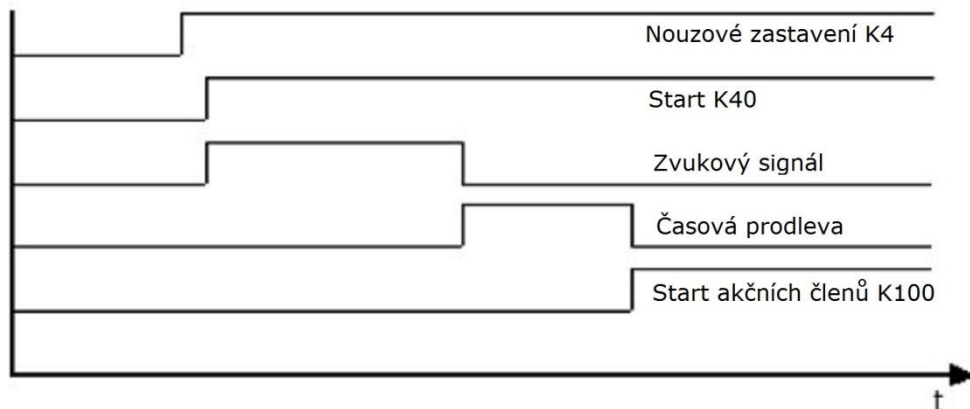 Nouzové zastavení K4
Start K40
Zvukový signál
Časová prodleva
Start akčních členů K100
t